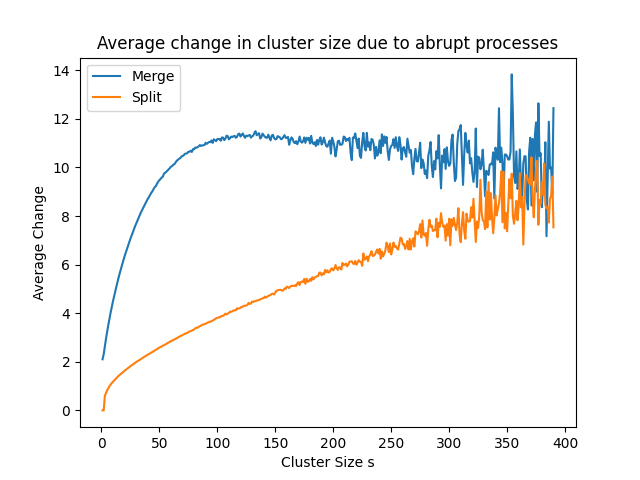 Average change in cluster size due to abrupt processes
Merge
Split
14
12
10
8
6
4
2
0
Average Change
0 50 100 150 200 250 300 350 400
Cluster Size s